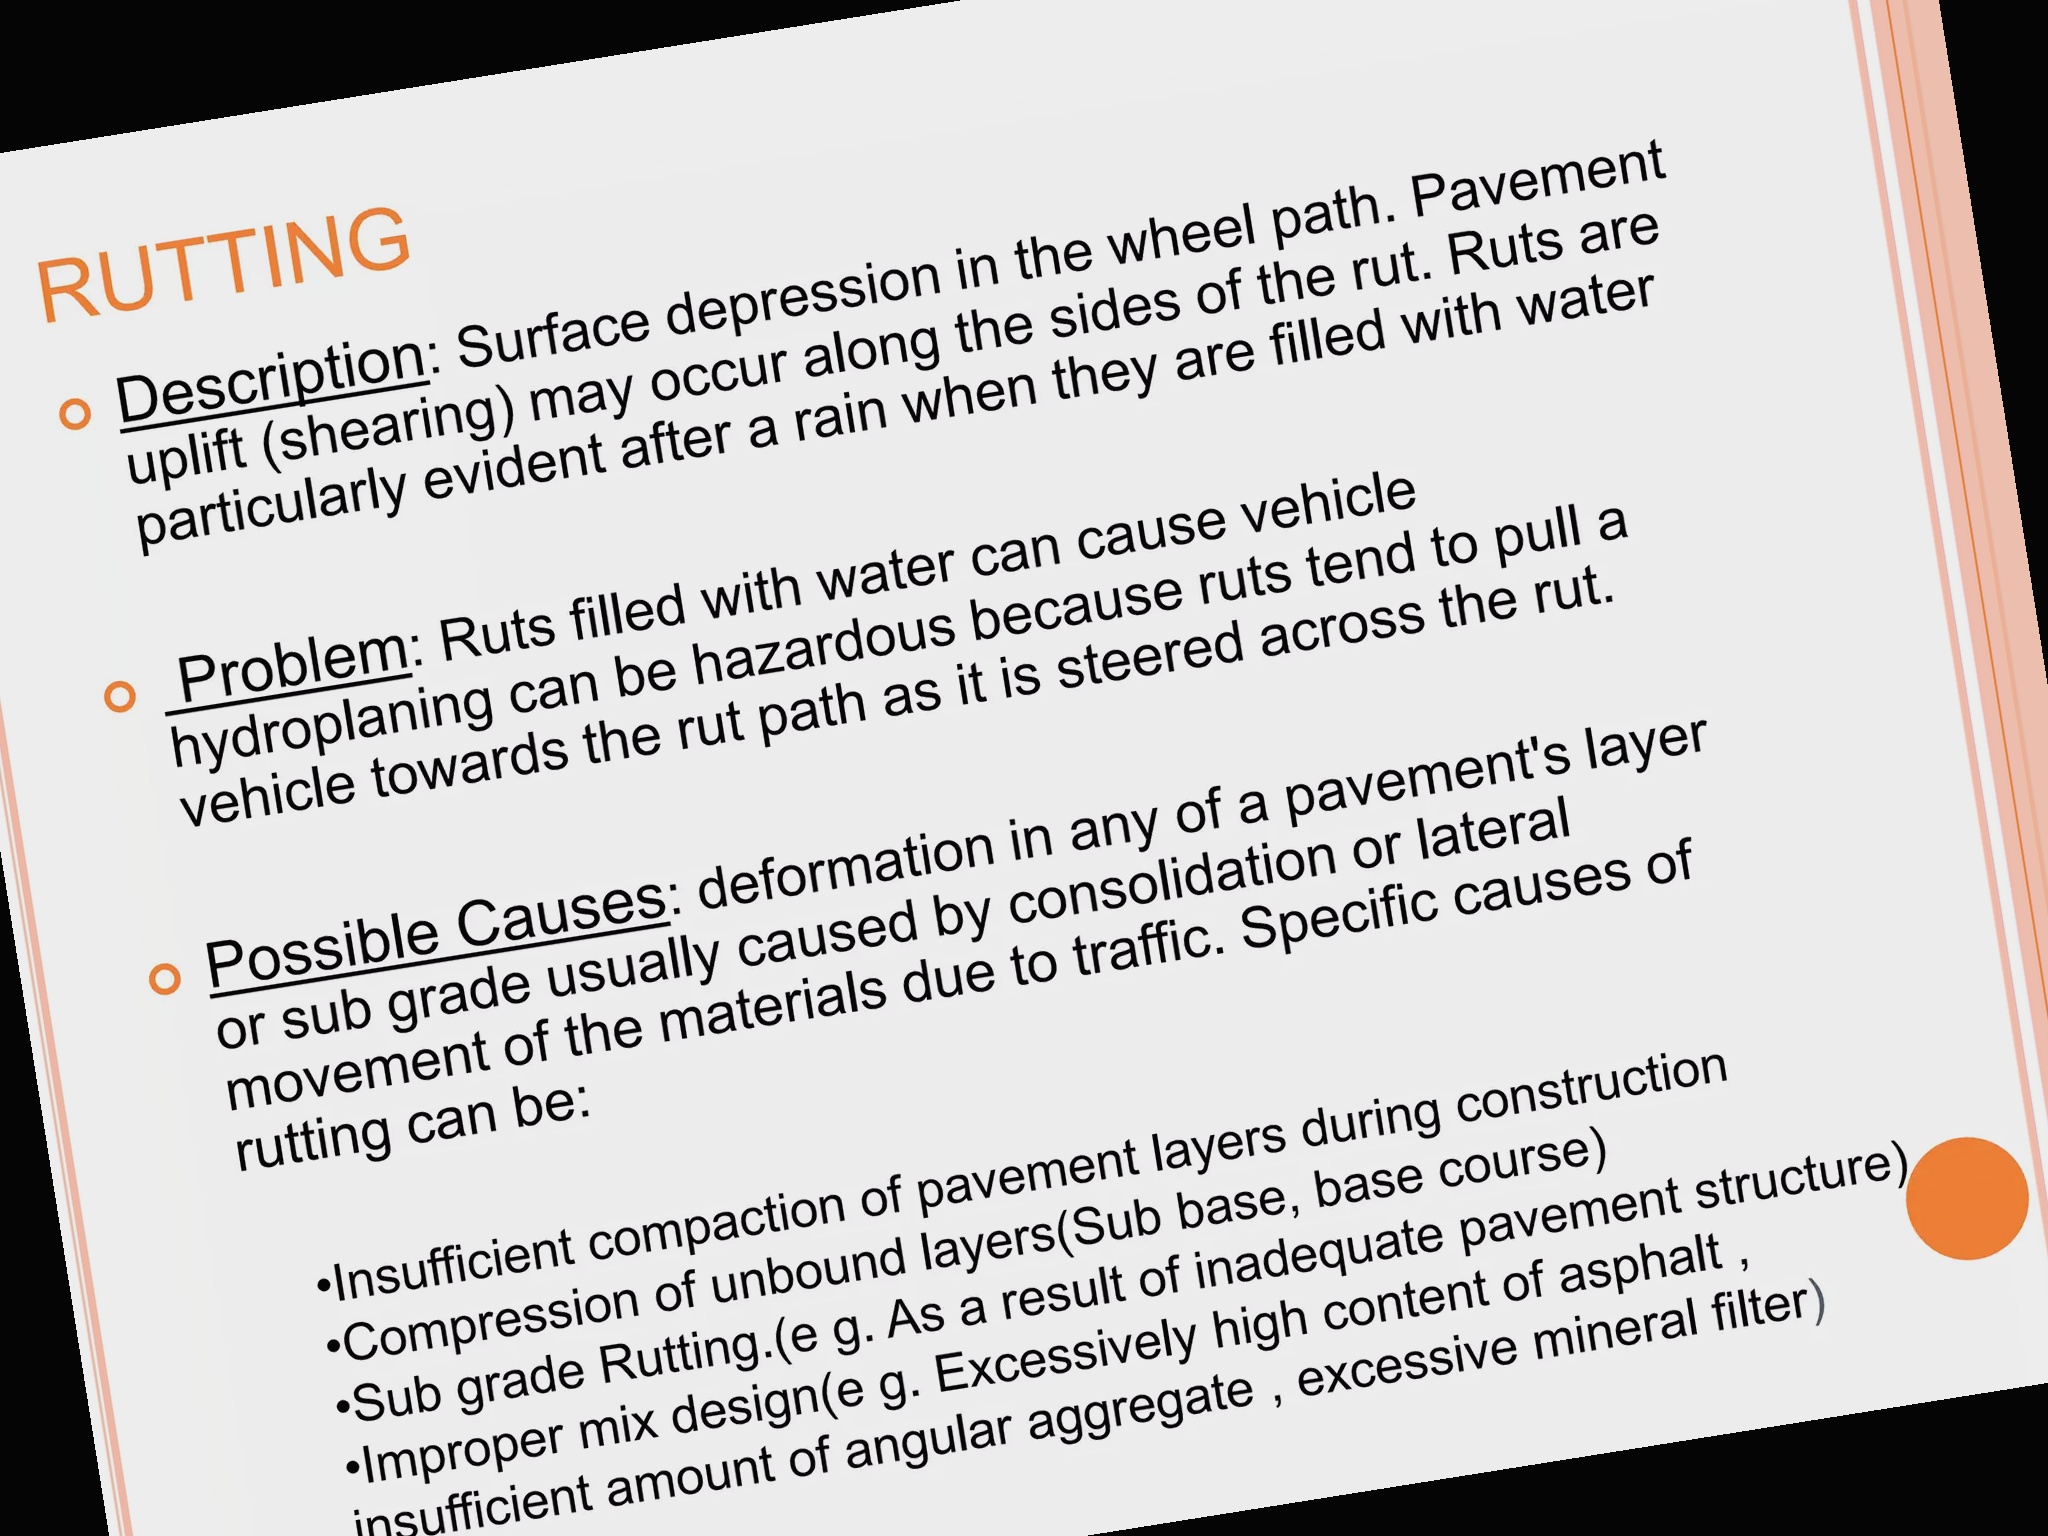 RUTTING
Description: Surface depression in the wheel path. Pavement
uplift (shearing) may occur along the sides of the rut. Ruts are
particularly evident after a rain when they are filled with water
Problem: Ruts filled with water can cause vehicle
hydroplaning can be hazardous because ruts tend to pull a
vehicle towards the rut path as it is steered across the rut.
Possible Causes: deformation in any of a pavement's layer
or sub grade usually caused by consolidation or lateral
movement of the materials due to traffic. Specific causes of
rutting can be:
•Insufficient compaction of pavement layers during construction
•Compression of unbound layers(Sub base, base course)
•Sub grade Rutting.(e g. As a result of inadequate pavement structure)
•Improper mix design(e g. Excessively high content of asphalt ,
insufficient amount of angular aggregate , excessive mineral filter)